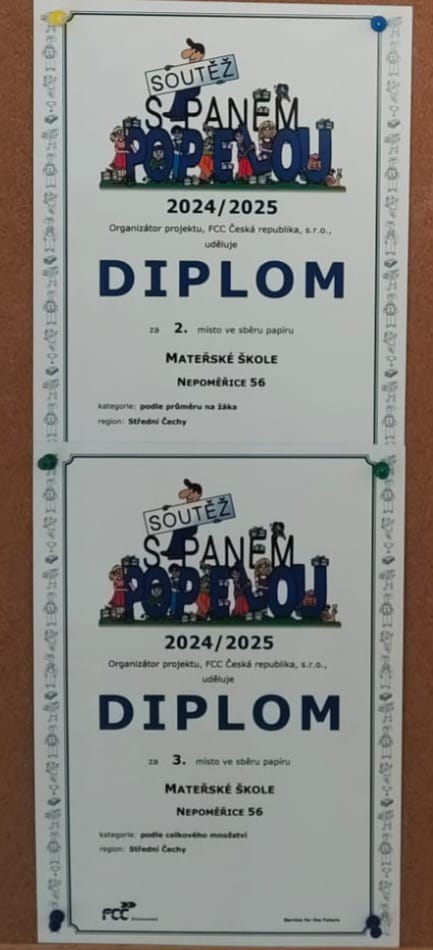 SOUTĚŽ
S PANEM
POPELOU
2024/2025
Organizátor projektu, FCC Česká republika, s.r.o.,
uděluje
DIPLOM
za 2. místo ve sběru papíru
MATEŘSKÉ ŠKOLE
NEPOMĚŘICE 56
kategorie: podle průměru na žáka
region: Střední Čechy
SOUTĚŽ
S PANEM
POPELOU
2024/2025
Organizátor projektu, FCC Česká republika, s.r.o.,
uděluje
DIPLOM
za 3. místo ve sběru papíru
MATEŘSKÉ ŠKOLE
NEPOMĚŘICE 56
kategorie: podle celkového množství
region: Střední Čechy
FCC Environment
Service for the Future